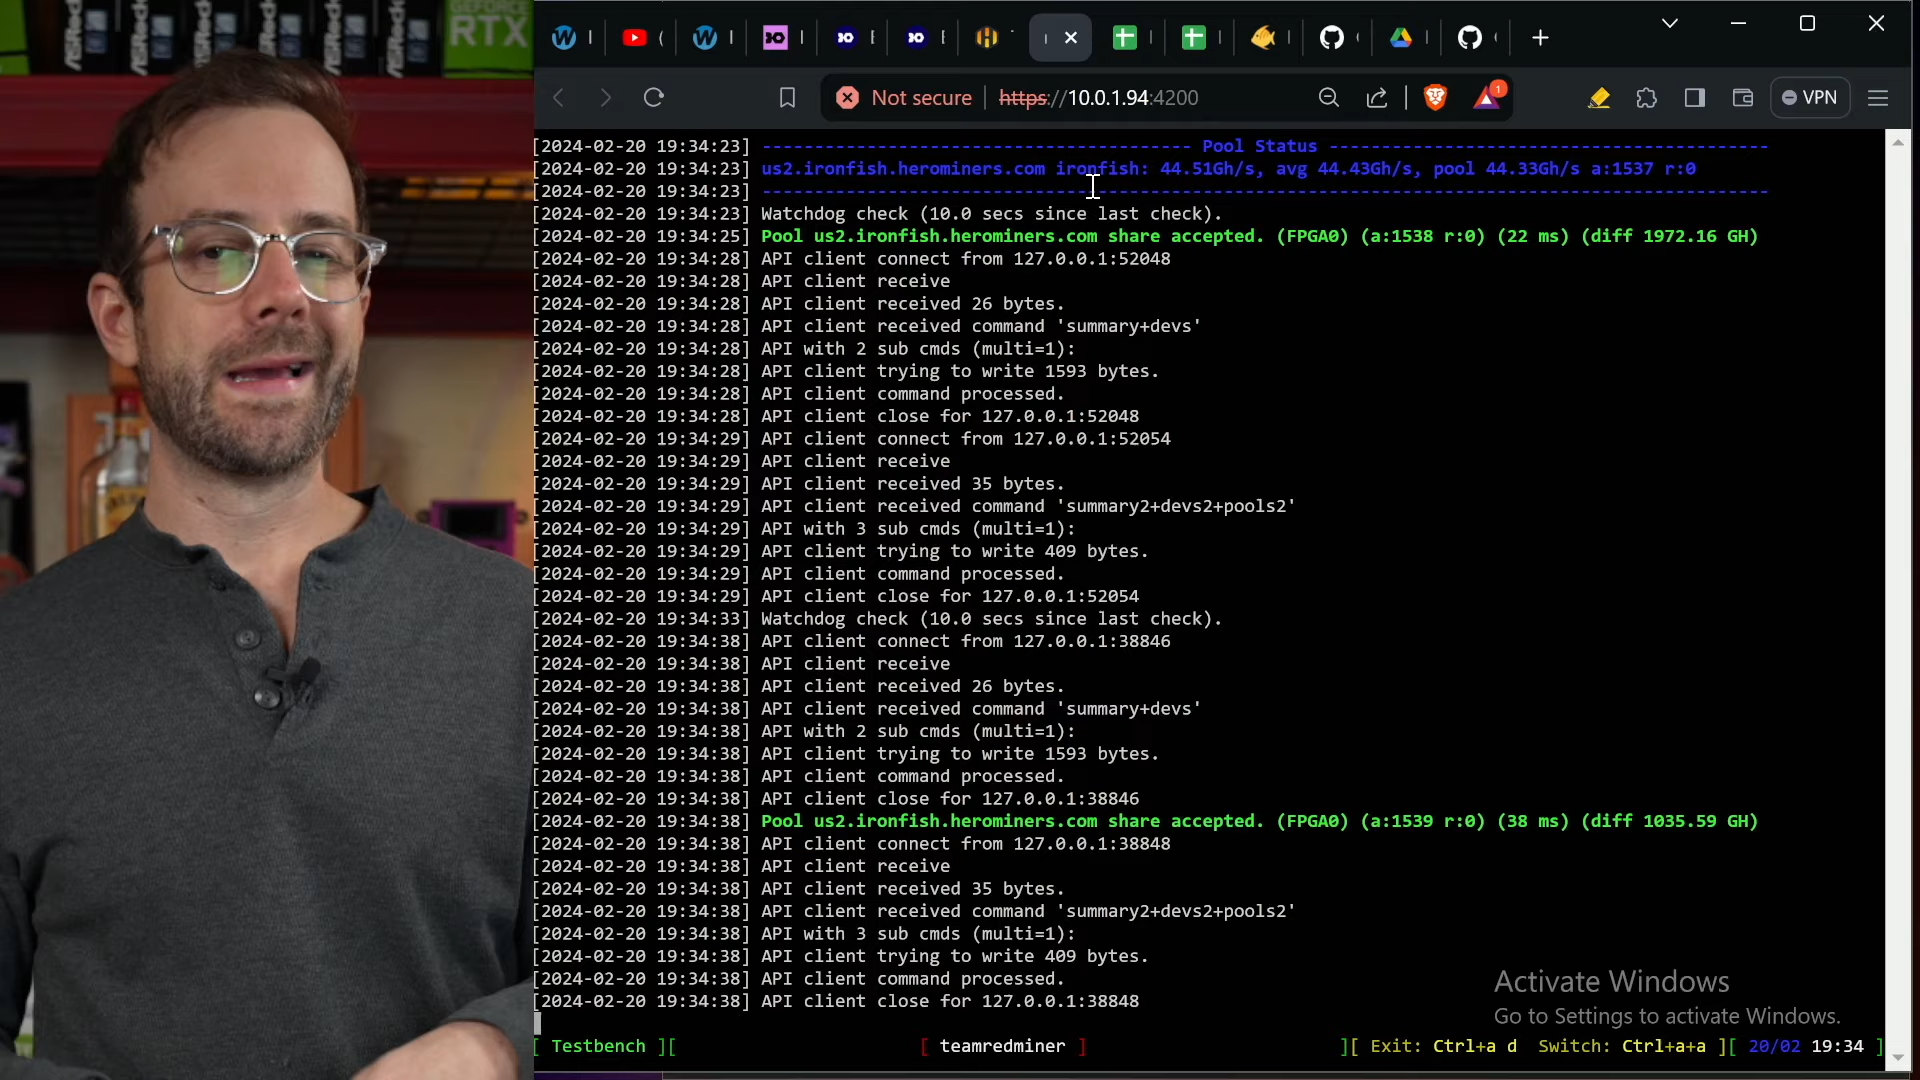 ASRock ASRock ASRock ASRock ASRock
GEFORCE
RTX
Not secure | https://10.0.1.94:4200
1
VPN
[2024-02-20 19:34:23] ----------------------------------------- Pool Status ------------------------------------------
[2024-02-20 19:34:23] us2.ironfish.herominers.com ironfish: 44.51Gh/s, avg 44.43Gh/s, pool 44.33Gh/s a:1537 r:0
[2024-02-20 19:34:23] ------------------------------------------------------------------------------------------------
[2024-02-20 19:34:23] Watchdog check (10.0 secs since last check).
[2024-02-20 19:34:25] Pool us2.ironfish.herominers.com share accepted. (FPGA0) (a:1538 r:0) (22 ms) (diff 1972.16 GH)
[2024-02-20 19:34:28] API client connect from 127.0.0.1:52048
[2024-02-20 19:34:28] API client receive
[2024-02-20 19:34:28] API client received 26 bytes.
[2024-02-20 19:34:28] API client received command 'summary+devs'
[2024-02-20 19:34:28] API with 2 sub cmds (multi=1):
[2024-02-20 19:34:28] API client trying to write 1593 bytes.
[2024-02-20 19:34:28] API client command processed.
[2024-02-20 19:34:28] API client close for 127.0.0.1:52048
[2024-02-20 19:34:29] API client connect from 127.0.0.1:52054
[2024-02-20 19:34:29] API client receive
[2024-02-20 19:34:29] API client received 35 bytes.
[2024-02-20 19:34:29] API client received command 'summary2+devs2+pools2'
[2024-02-20 19:34:29] API with 3 sub cmds (multi=1):
[2024-02-20 19:34:29] API client trying to write 409 bytes.
[2024-02-20 19:34:29] API client command processed.
[2024-02-20 19:34:29] API client close for 127.0.0.1:52054
[2024-02-20 19:34:33] Watchdog check (10.0 secs since last check).
[2024-02-20 19:34:38] API client connect from 127.0.0.1:38846
[2024-02-20 19:34:38] API client receive
[2024-02-20 19:34:38] API client received 26 bytes.
[2024-02-20 19:34:38] API client received command 'summary+devs'
[2024-02-20 19:34:38] API with 2 sub cmds (multi=1):
[2024-02-20 19:34:38] API client trying to write 1593 bytes.
[2024-02-20 19:34:38] API client command processed.
[2024-02-20 19:34:38] API client close for 127.0.0.1:38846
[2024-02-20 19:34:38] Pool us2.ironfish.herominers.com share accepted. (FPGA0) (a:1539 r:0) (38 ms) (diff 1035.59 GH)
[2024-02-20 19:34:38] API client connect from 127.0.0.1:38848
[2024-02-20 19:34:38] API client receive
[2024-02-20 19:34:38] API client received 35 bytes.
[2024-02-20 19:34:38] API client received command 'summary2+devs2+pools2'
[2024-02-20 19:34:38] API with 3 sub cmds (multi=1):
[2024-02-20 19:34:38] API client trying to write 409 bytes.
[2024-02-20 19:34:38] API client command processed.
[2024-02-20 19:34:38] API client close for 127.0.0.1:38848
Activate Windows
Go to Settings to activate Windows.
[ Testbench ][ [ teamredminer ] ][ Exit: Ctrl+a d Switch: Ctrl+a+a ][ 20/02 19:34 ]